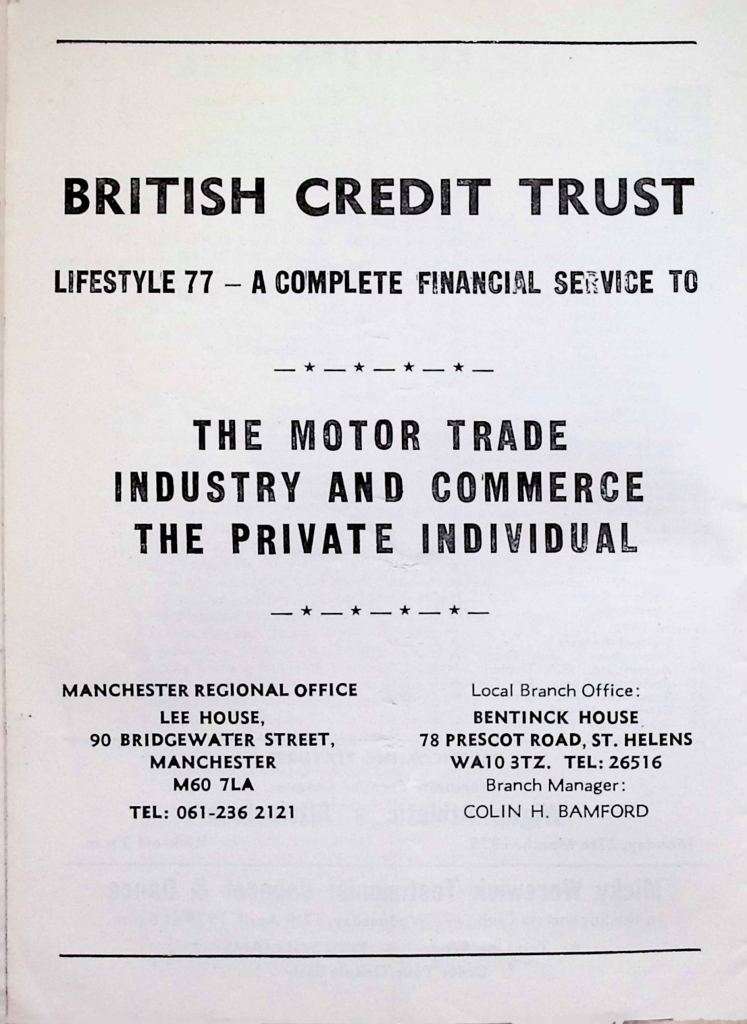 BRITISH CREDIT TRUST
LIFESTYLE 77 – A COMPLETE FINANCIAL SERVICE TO
THE MOTOR TRADE
INDUSTRY AND COMMERCE
THE PRIVATE INDIVIDUAL
MANCHESTER REGIONAL OFFICE
LEE HOUSE,
90 BRIDGEWATER STREET,
MANCHESTER
M60 7LA
TEL: 061-236 2121
Local Branch Office:
BENTINCK HOUSE
78 PRESCOT ROAD, ST. HELENS
WA10 3TZ. TEL: 26516
Branch Manager:
COLIN H. BAMFORD